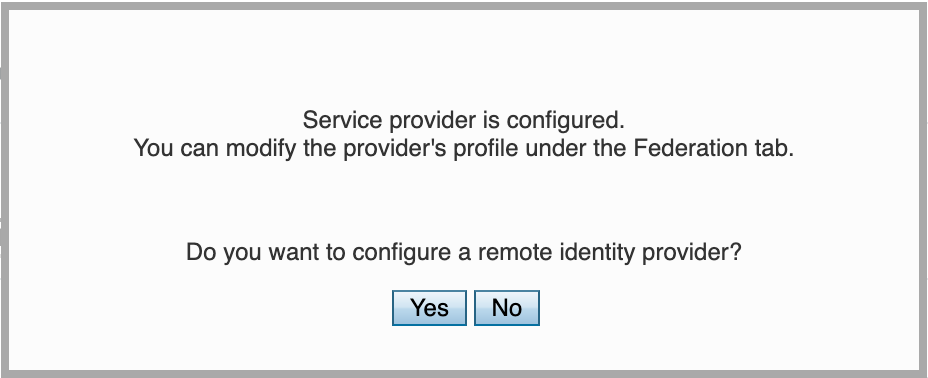 Service provider is configured.
You can modify the provider's profile under the Federation tab.
Do you want to configure a remote identity provider?
Yes No